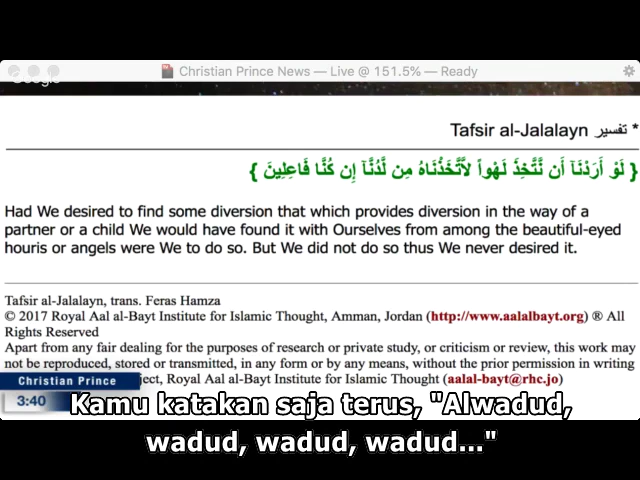 Google
Christian Prince News — Live @ 151.5% — Ready
* تفسير Tafsir al-Jalalayn
{ لَوْ أَرَدْنَآ أَن نَّتَّخِذَ لَهْواً لاَّتَّخَذْنَاهُ مِن لَّدُنَّآ إِن كُنَّا فَاعِلِينَ }
Had We desired to find some diversion that which provides diversion in the way of a
partner or a child We would have found it with Ourselves from among the beautiful-eyed
houris or angels were We to do so. But We did not do so thus We never desired it.
Tafsir al-Jalalayn, trans. Feras Hamza
© 2017 Royal Aal al-Bayt Institute for Islamic Thought, Amman, Jordan (http://www.aalalbayt.org) ® All
Rights Reserved
Apart from any fair dealing for the purposes of research or private study, or criticism or review, this work may
not be reproduced, stored or transmitted, in any form or by any means, without the prior permission in writing
ject, Royal Aal al-Bayt Institute for Islamic Thought (aalal-bayt@rhc.jo)
Christian Prince
3:40
Kamu katakan saja terus, "Alwadud,
wadud, wadud, wadud..."